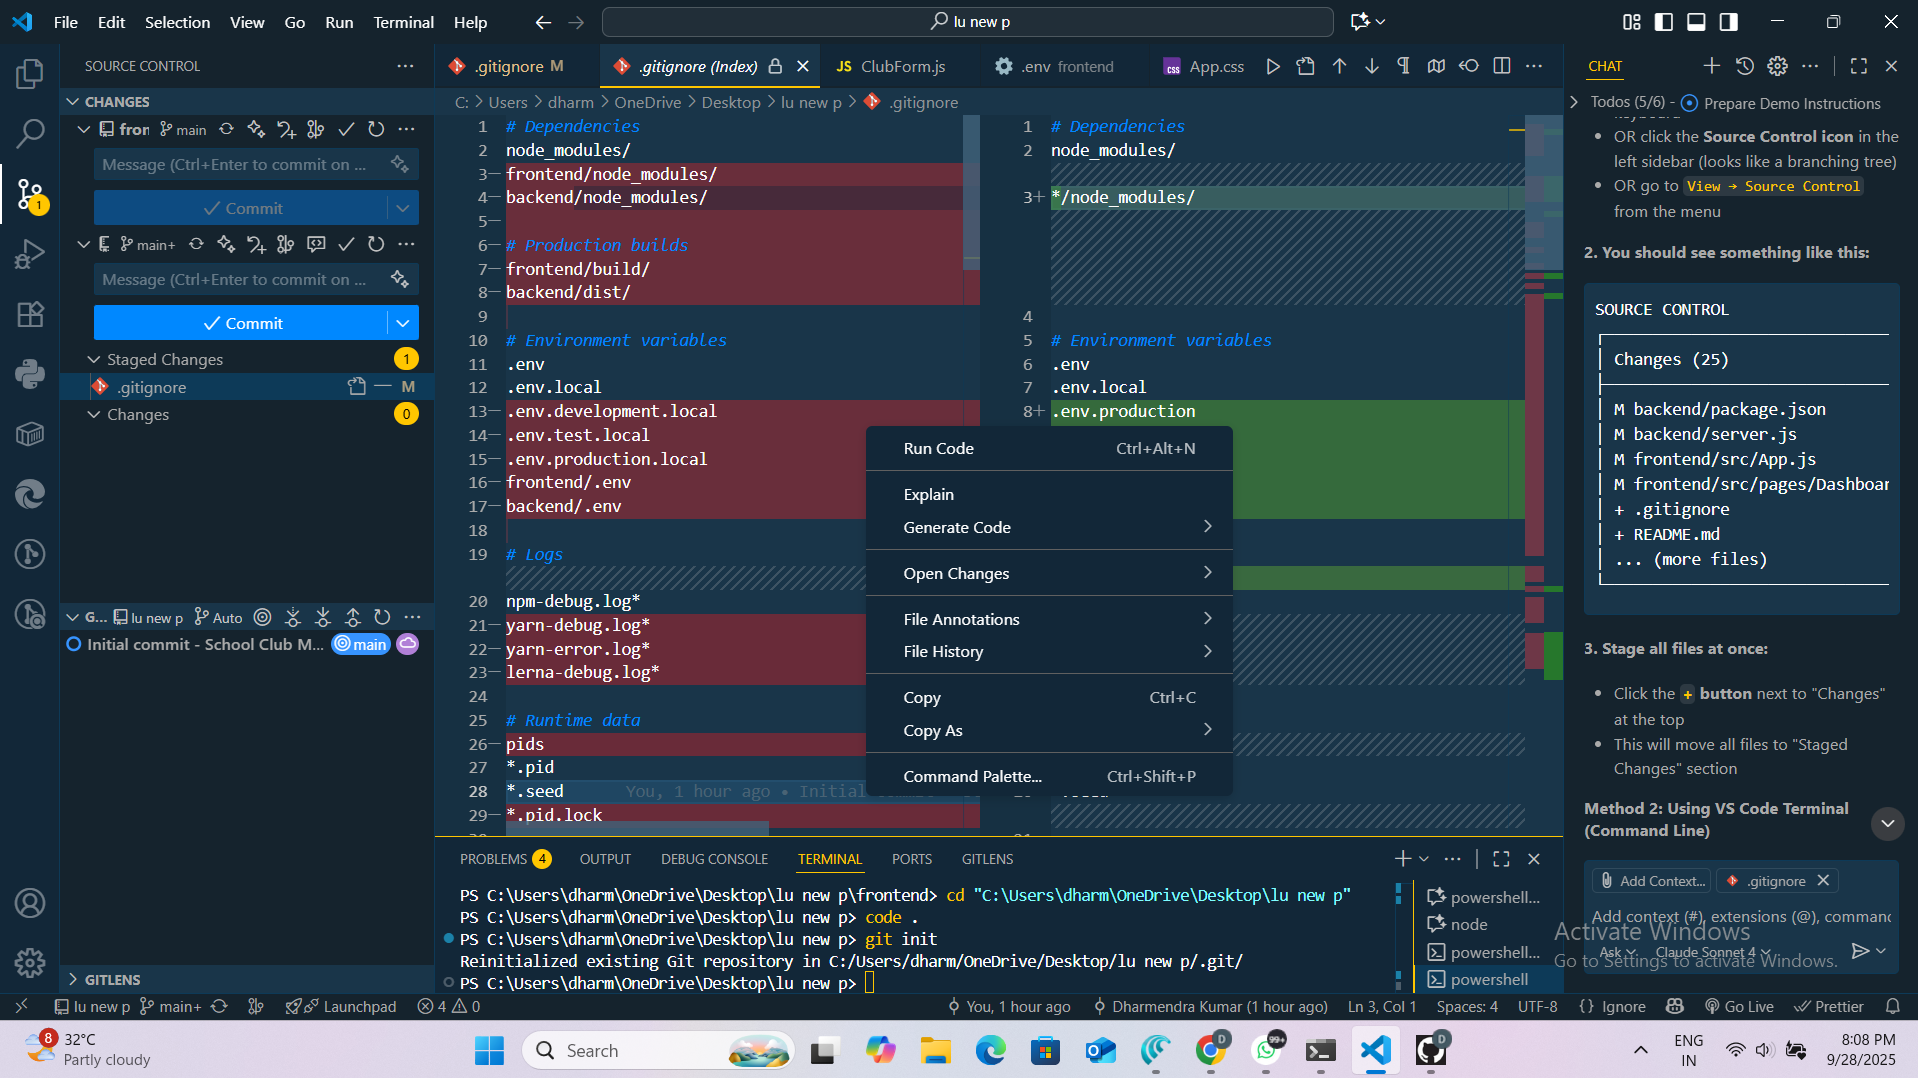 File Edit Selection View Go Run Terminal Help
lu new p
SOURCE CONTROL
CHANGES
main
Message (Ctrl+Enter to commit on ...
Commit
main+
Message (Ctrl+Enter to commit on ...
Commit
Staged Changes 1
.gitignore M
Changes 0
G... lu new p Auto
Initial commit - School Club M... main
GITLENS
1
.gitignore M
.gitignore (Index)
JS ClubForm.js
.env frontend
CSS App.css
C: > Users > dharm > OneDrive > Desktop > lu new p > .gitignore
1 # Dependencies
2 node_modules/
3 frontend/node_modules/
4 backend/node_modules/
5
6 # Production builds
7 frontend/build/
8 backend/dist/
9
10 # Environment variables
11 .env
12 .env.local
13 .env.development.local
14 .env.test.local
15 .env.production.local
16 frontend/.env
17 backend/.env
18
19 # Logs
20 npm-debug.log*
21 yarn-debug.log*
22 yarn-error.log*
23 lerna-debug.log*
24
25 # Runtime data
26 pids
27 *.pid
28 *.seed You, 1 hour ago • Initial
29 *.pid.lock
1 # Dependencies
2 node_modules/
3+ */node_modules/
4
5 # Environment variables
6 .env
7 .env.local
8+ .env.production
Run Code Ctrl+Alt+N
Explain
Generate Code
Open Changes
File Annotations
File History
Copy Ctrl+C
Copy As
Command Palette... Ctrl+Shift+P
PROBLEMS 4 OUTPUT DEBUG CONSOLE TERMINAL PORTS GITLENS
PS C:\Users\dharm\OneDrive\Desktop\lu new p\frontend> cd "C:\Users\dharm\OneDrive\Desktop\lu new p"
PS C:\Users\dharm\OneDrive\Desktop\lu new p> code .
PS C:\Users\dharm\OneDrive\Desktop\lu new p> git init
Reinitialized existing Git repository in C:/Users/dharm/OneDrive/Desktop/lu new p/.git/
PS C:\Users\dharm\OneDrive\Desktop\lu new p>
powershell...
node
powershell...
powershell
CHAT
Todos (5/6) - Prepare Demo Instructions
keyboard
• OR click the Source Control icon in the
left sidebar (looks like a branching tree)
• OR go to View → Source Control
from the menu
2. You should see something like this:
SOURCE CONTROL
Changes (25)
M backend/package.json
M backend/server.js
M frontend/src/App.js
M frontend/src/pages/Dashboar
+ .gitignore
+ README.md
... (more files)
3. Stage all files at once:
• Click the + button next to "Changes"
at the top
• This will move all files to "Staged
Changes" section
Method 2: Using VS Code Terminal
(Command Line)
Add Context... .gitignore
Add context (#), extensions (@), comman
Ask Claude Sonnet 4
Activate Windows
Go to Settings to activate Windows.
lu new p main+ Launchpad 4 0
You, 1 hour ago Dharmendra Kumar (1 hour ago) Ln 3, Col 1 Spaces: 4 UTF-8 {} Ignore Go Live Prettier
8 32°C
Partly cloudy
Search
D 99+ D
ENG
IN
8:08 PM
9/28/2025